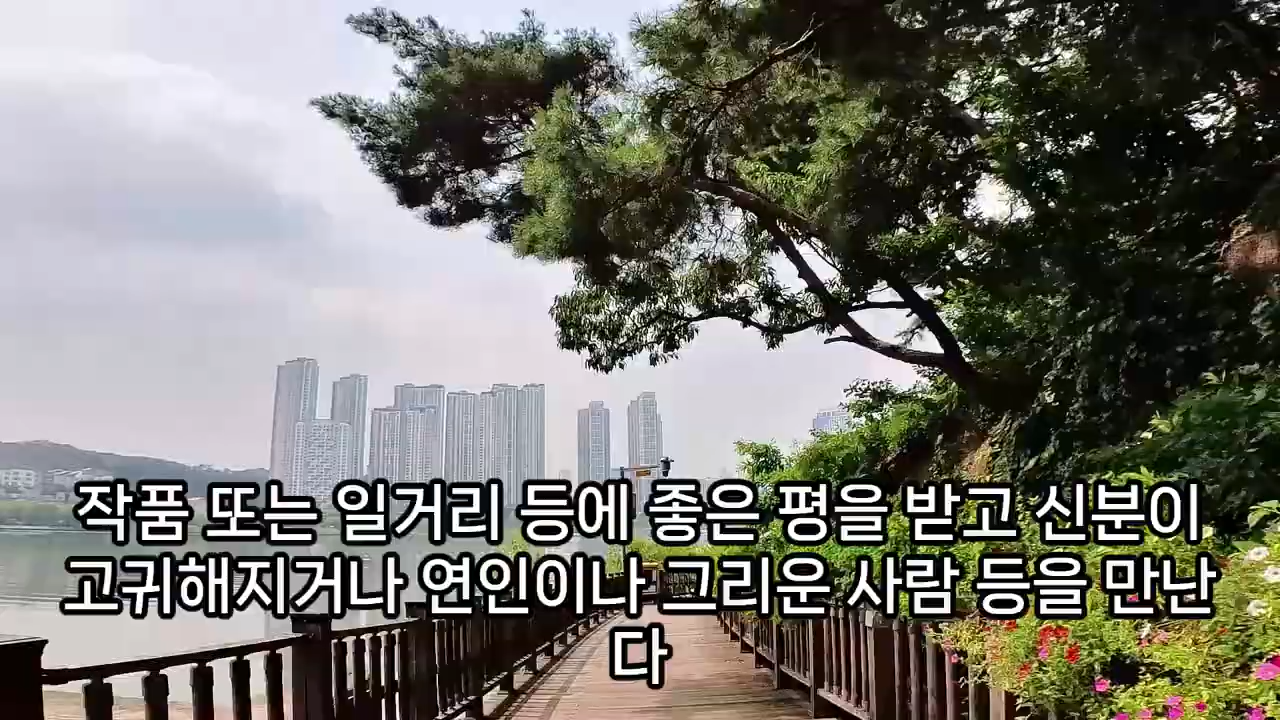 작품 또는 일거리 등에 좋은 평을 받고 신분이
고귀해지거나 연인이나 그리운 사람 등을 만난
다